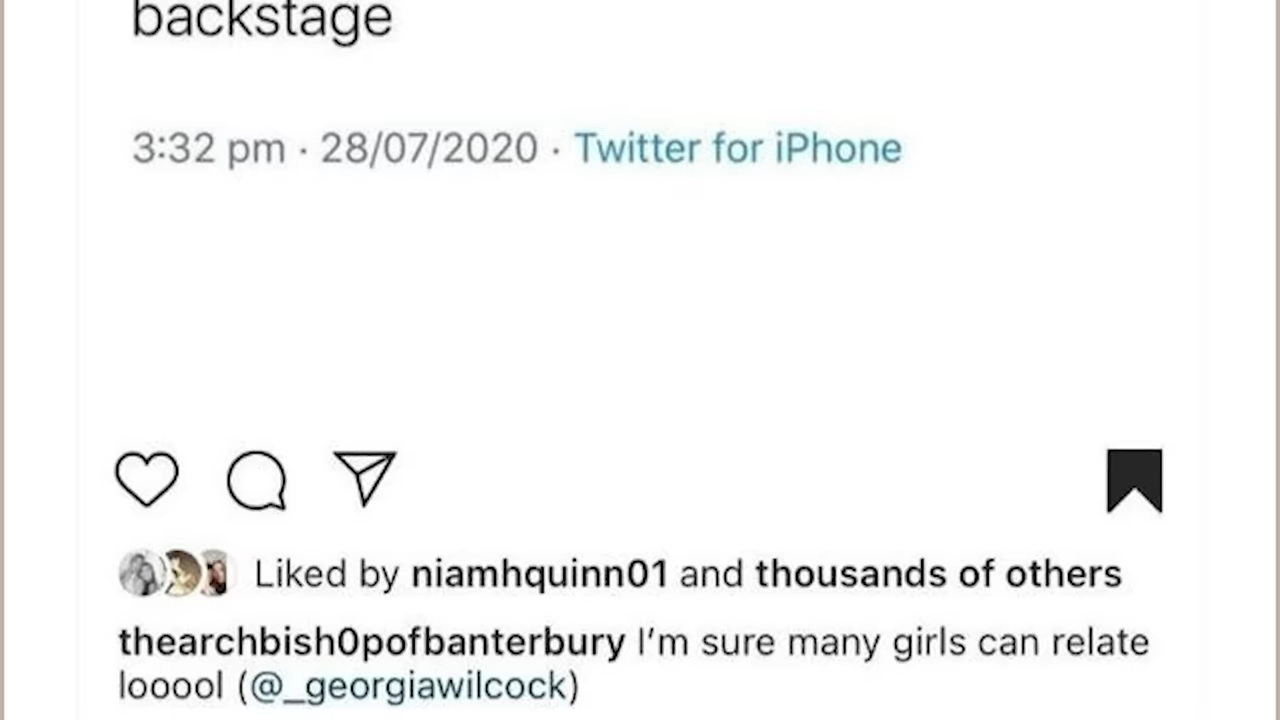 backstage
3:32 pm · 28/07/2020 · Twitter for iPhone
Liked by niamhquinn01 and thousands of others
thearchbish0pofbanterbury I’m sure many girls can relate
looool (@_georgiawilcock)